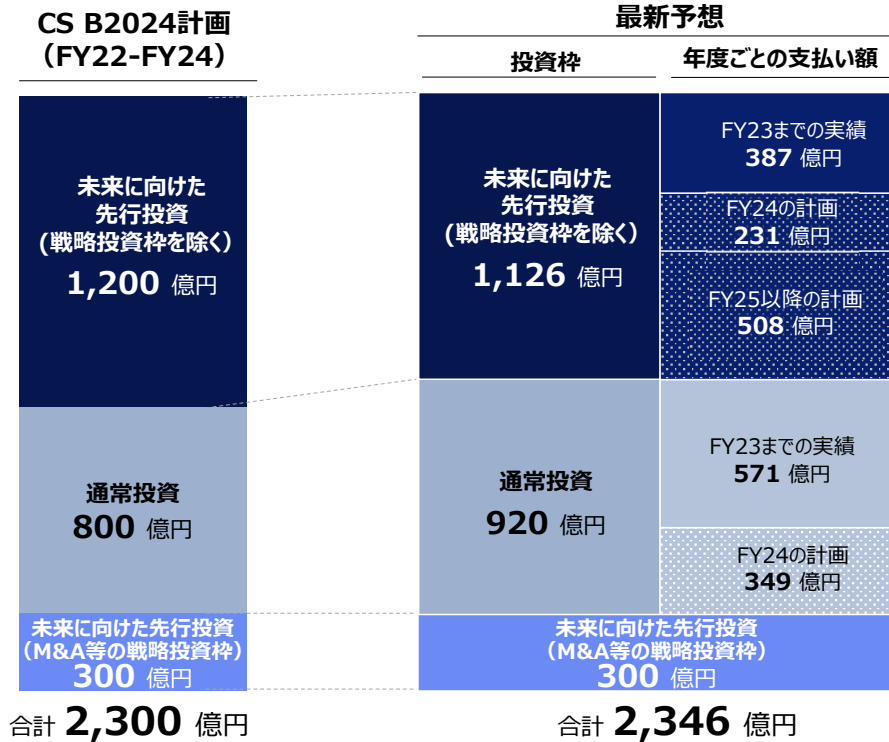 CS B2024計画
（FY22-FY24）
未来に向けた
先行投資
(戦略投資枠を除く）
1,200 億円
通常投資
800 億円
未来に向けた先行投資
（M&A等の戦略投資枠）
300 億円
合計 2,300 億円
最新予想
投資枠
年度ごとの支払い額
未来に向けた
先行投資
(戦略投資枠を除く）
1,126 億円
FY23までの実績
387 億円
FY24の計画
231 億円
FY25以降の計画
508 億円
通常投資
920 億円
FY23までの実績
571 億円
FY24の計画
349 億円
未来に向けた先行投資
（M&A等の戦略投資枠）
300 億円
合計 2,346 億円